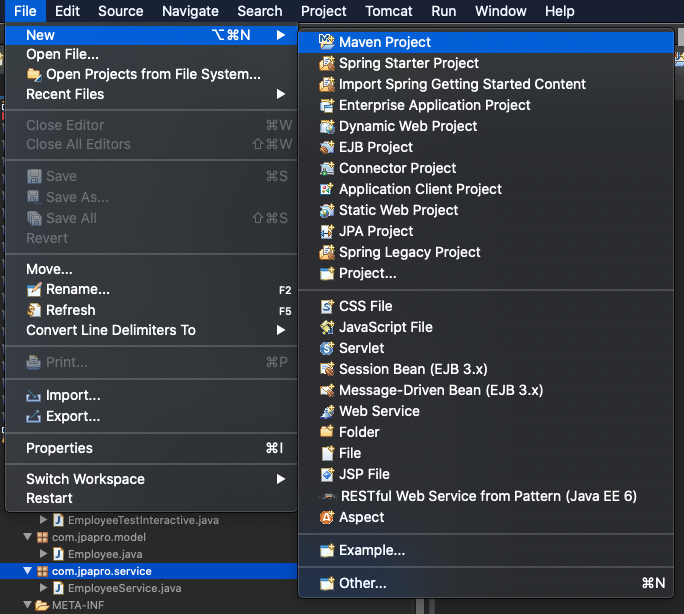 File Edit Source Navigate Search Project Tomcat Run Window Help
New ⌥⌘N ▶
Open File...
Open Projects from File System...
Recent Files ▶
Close Editor ⌘W
Close All Editors ⇧⌘W
Save ⌘S
Save As...
Save All ⇧⌘S
Revert
Move...
Rename... F2
Refresh F5
Convert Line Delimiters To ▶
Print... ⌘P
Import...
Export...
Properties ⌘I
Switch Workspace ▶
Restart
Maven Project
Spring Starter Project
Import Spring Getting Started Content
Enterprise Application Project
Dynamic Web Project
EJB Project
Connector Project
Application Client Project
Static Web Project
JPA Project
Spring Legacy Project
Project...
CSS File
JavaScript File
Servlet
Session Bean (EJB 3.x)
Message-Driven Bean (EJB 3.x)
Web Service
Folder
File
JSP File
RESTful Web Service from Pattern (Java EE 6)
Aspect
Example...
Other... ⌘N
EmployeeTestInteractive.java
com.jpapro.model
Employee.java
com.jpapro.service
EmployeeService.java
META-INF